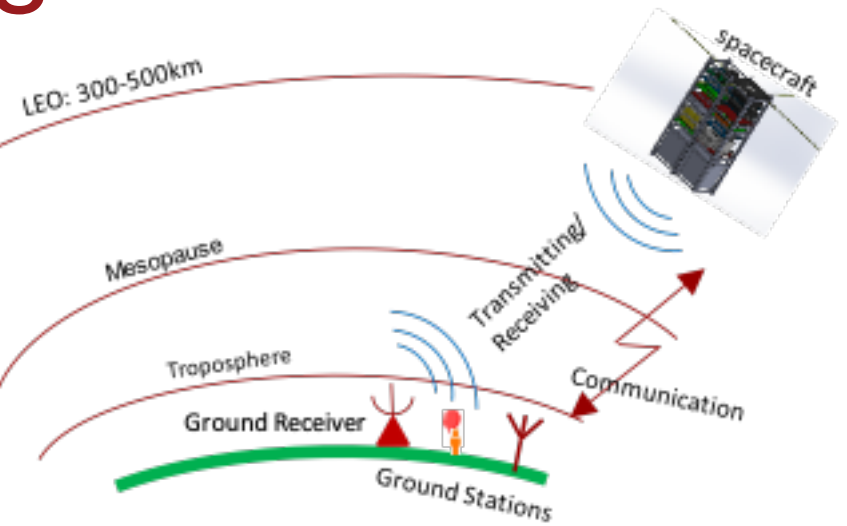 spacecraft
LEO: 300-500km
Mesopause
Transmitting/
Receiving
Troposphere
Communication
Ground Receiver
Ground Stations